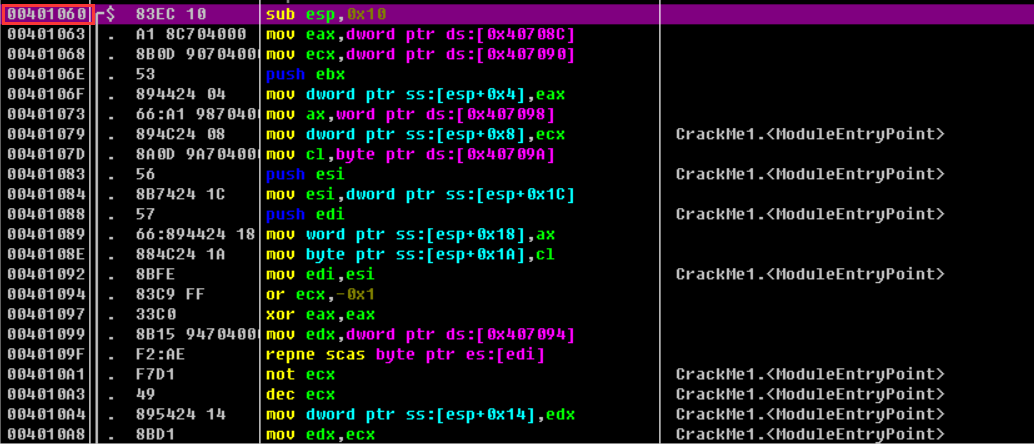 00401060 $ 83EC 10 sub esp,0x10
00401063 . A1 8C704000 mov eax,dword ptr ds:[0x40708C]
00401068 . 8B0D 9070400 mov ecx,dword ptr ds:[0x407090]
0040106E . 53 push ebx
0040106F . 894424 04 mov dword ptr ss:[esp+0x4],eax
00401073 . 66:A1 987040 mov ax,word ptr ds:[0x407098]
00401079 . 894C24 08 mov dword ptr ss:[esp+0x8],ecx CrackMe1.<ModuleEntryPoint>
0040107D . 8A0D 9A70400 mov cl,byte ptr ds:[0x40709A]
00401083 . 56 push esi CrackMe1.<ModuleEntryPoint>
00401084 . 8B7424 1C mov esi,dword ptr ss:[esp+0x1C]
00401088 . 57 push edi CrackMe1.<ModuleEntryPoint>
00401089 . 66:894424 18 mov word ptr ss:[esp+0x18],ax
0040108E . 884C24 1A mov byte ptr ss:[esp+0x1A],cl
00401092 . 8BFE mov edi,esi CrackMe1.<ModuleEntryPoint>
00401094 . 83C9 FF or ecx,-0x1
00401097 . 33C0 xor eax,eax
00401099 . 8B15 9470400 mov edx,dword ptr ds:[0x407094]
0040109F . F2:AE repne scas byte ptr es:[edi]
004010A1 . F7D1 not ecx CrackMe1.<ModuleEntryPoint>
004010A3 . 49 dec ecx CrackMe1.<ModuleEntryPoint>
004010A4 . 895424 14 mov dword ptr ss:[esp+0x14],edx CrackMe1.<ModuleEntryPoint>
004010A8 . 8BD1 mov edx,ecx CrackMe1.<ModuleEntryPoint>